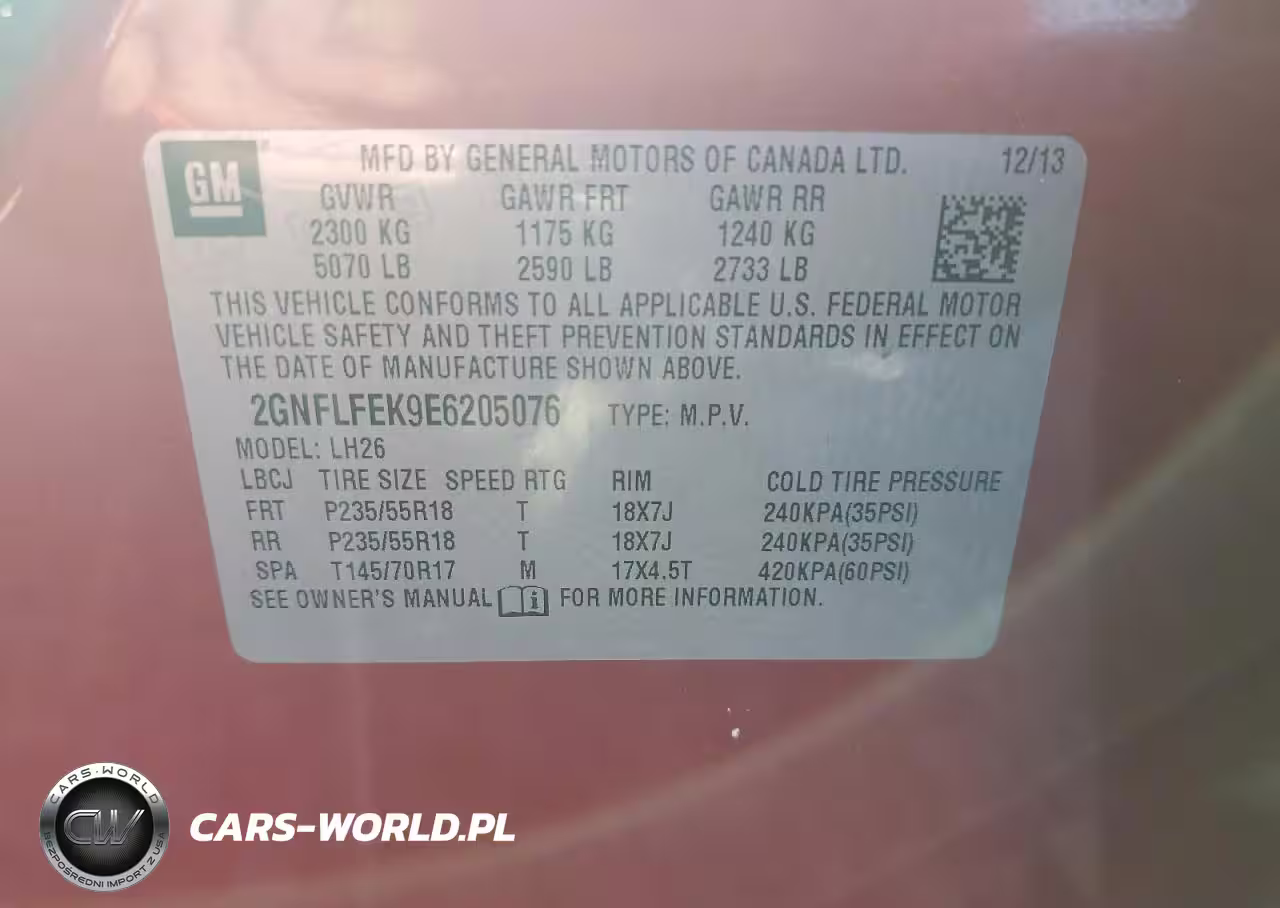 GM
MFD BY GENERAL MOTORS OF CANADA LTD. 12/13
GVWR GAWR FRT GAWR RR
2300 KG 1175 KG 1240 KG
5070 LB 2590 LB 2733 LB
THIS VEHICLE CONFORMS TO ALL APPLICABLE U.S. FEDERAL MOTOR
VEHICLE SAFETY AND THEFT PREVENTION STANDARDS IN EFFECT ON
THE DATE OF MANUFACTURE SHOWN ABOVE.
2GNFLFEK9E6205076 TYPE: M.P.V.
MODEL: LH26
LBCJ TIRE SIZE SPEED RTG RIM COLD TIRE PRESSURE
FRT P235/55R18 T 18X7J 240KPA(35PSI)
RR P235/55R18 T 18X7J 240KPA(35PSI)
SPA T145/70R17 M 17X4.5T 420KPA(60PSI)
SEE OWNER'S MANUAL i FOR MORE INFORMATION.
CARS-WORLD
CW
BEZPOŚREDNI IMPORT Z USA
CARS-WORLD.PL